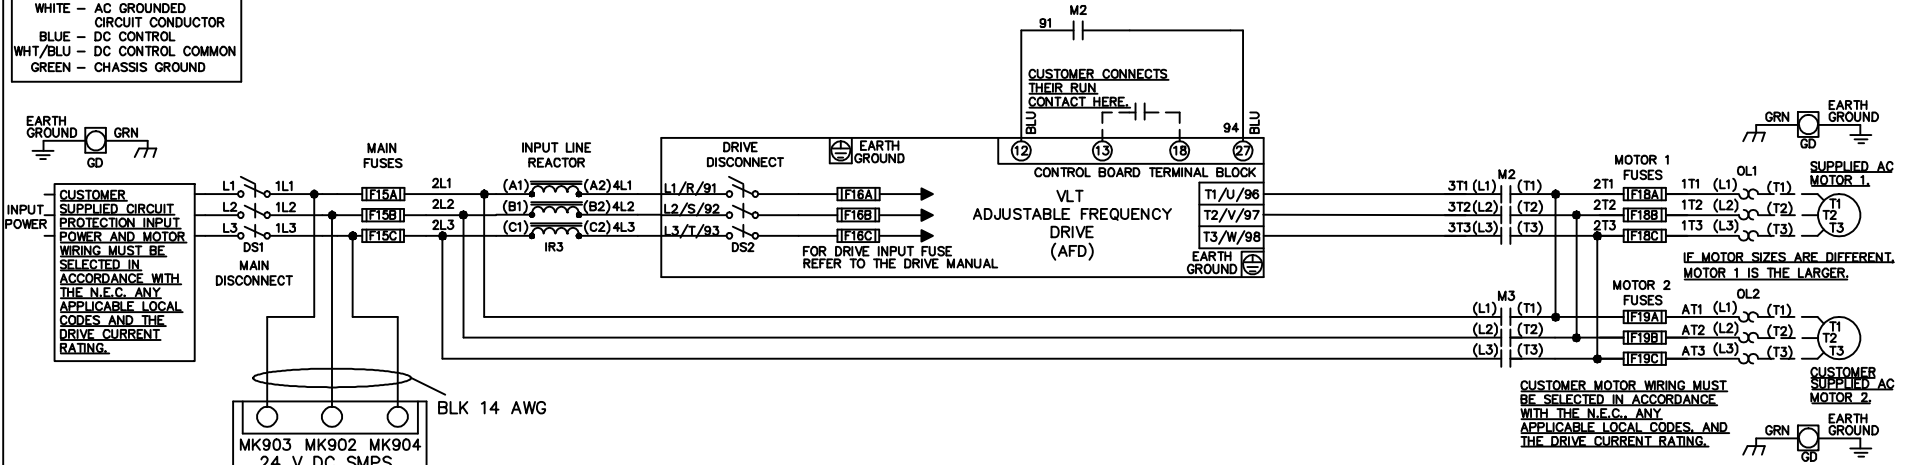 WHITE – AC GROUNDED
CIRCUIT CONDUCTOR
BLUE – DC CONTROL
WHT/BLU – DC CONTROL COMMON
GREEN – CHASSIS GROUND
EARTH
GROUND
GRN
GD
INPUT
POWER
CUSTOMER
SUPPLIED CIRCUIT
PROTECTION INPUT
POWER AND MOTOR
WIRING MUST BE
SELECTED IN
ACCORDANCE WITH
THE N.E.C. ANY
APPLICABLE LOCAL
CODES AND THE
DRIVE CURRENT
RATING.
L1 1L1
L2 1L2
L3 1L3
DS1
MAIN
DISCONNECT
MAIN
FUSES
F15A
F15B
F15C
2L1
2L2
2L3
INPUT LINE
REACTOR
(A1) (A2) 4L1
(B1) (B2) 4L2
(C1) (C2) 4L3
IR3
L1/R/91
L2/S/92
L3/T/93
DRIVE
DISCONNECT
DS2
EARTH
GROUND
F16A
F16B
F16C
FOR DRIVE INPUT FUSE
REFER TO THE DRIVE MANUAL
M2
91
CUSTOMER CONNECTS
THEIR RUN
CONTACT HERE.
BLU
94
BLU
12 13 18 27
CONTROL BOARD TERMINAL BLOCK
VLT
ADJUSTABLE FREQUENCY
DRIVE
(AFD)
T1/U/96
T2/V/97
T3/W/98
EARTH
GROUND
M2
3T1 (L1) (T1)
3T2(L2) (T2)
3T3(L3) (T3)
2T1
2T2
2T3
MOTOR 1
FUSES
F18A
F18B
F18C
1T1 (L1)
1T2 (L2)
1T3 (L3)
OL1
(T1)
(T2)
(T3)
T1
T2
T3
GRN
EARTH
GROUND
GD
SUPPLIED AC
MOTOR 1.
IF MOTOR SIZES ARE DIFFERENT,
MOTOR 1 IS THE LARGER.
M3
(L1) (T1)
(L2) (T2)
(L3) (T3)
MOTOR 2
FUSES
F19A
F19B
F19C
AT1 (L1)
AT2 (L2)
AT3 (L3)
OL2
(T1)
(T2)
(T3)
T1
T2
T3
CUSTOMER
SUPPLIED AC
MOTOR 2.
CUSTOMER MOTOR WIRING MUST
BE SELECTED IN ACCORDANCE
WITH THE N.E.C., ANY
APPLICABLE LOCAL CODES, AND
THE DRIVE CURRENT RATING.
GRN
EARTH
GROUND
GD
BLK 14 AWG
MK903 MK902 MK904
24 V DC SMPS